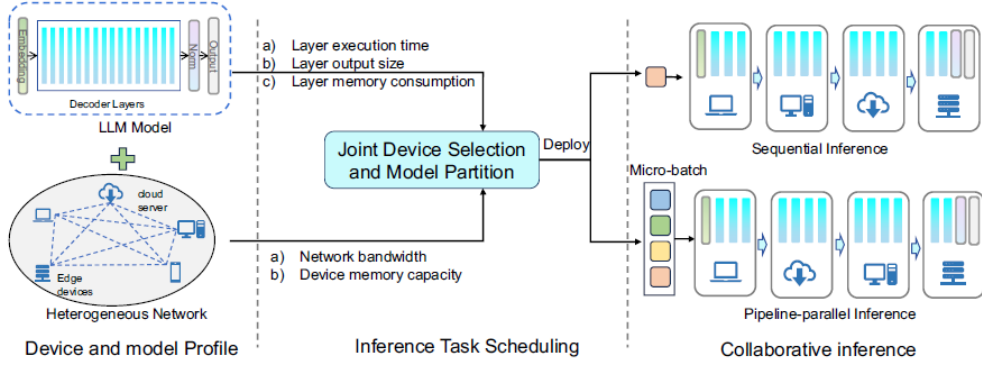 Embedding
Norm
Output
Decoder Layers
LLM Model
cloud
server
Edge
devices
Heterogeneous Network
Device and model Profile
a) Layer execution time
b) Layer output size
c) Layer memory consumption
Joint Device Selection
and Model Partition
Deploy
a) Network bandwidth
b) Device memory capacity
Inference Task Scheduling
Sequential Inference
Micro-batch
Pipeline-parallel Inference
Collaborative inference